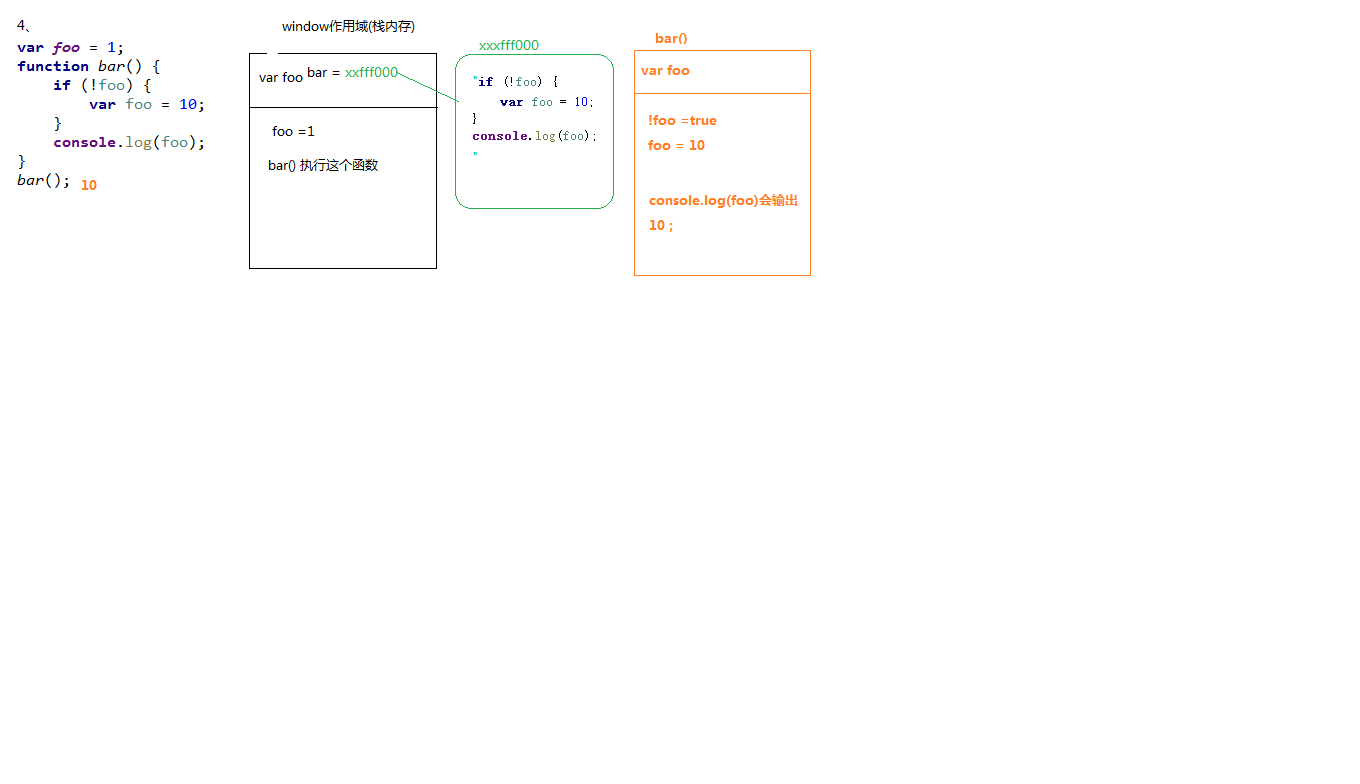 4、
var foo = 1;
function bar() {
    if (!foo) {
        var foo = 10;
    }
    console.log(foo);
}
bar(); 10
window作用域(栈内存)
var foo bar = xxfff000
foo =1
bar() 执行这个函数
xxxfff000
"if (!foo) {
    var foo = 10;
}
console.log(foo);
"
bar()
var foo
!foo =true
foo = 10
console.log(foo)会输出
10 ;